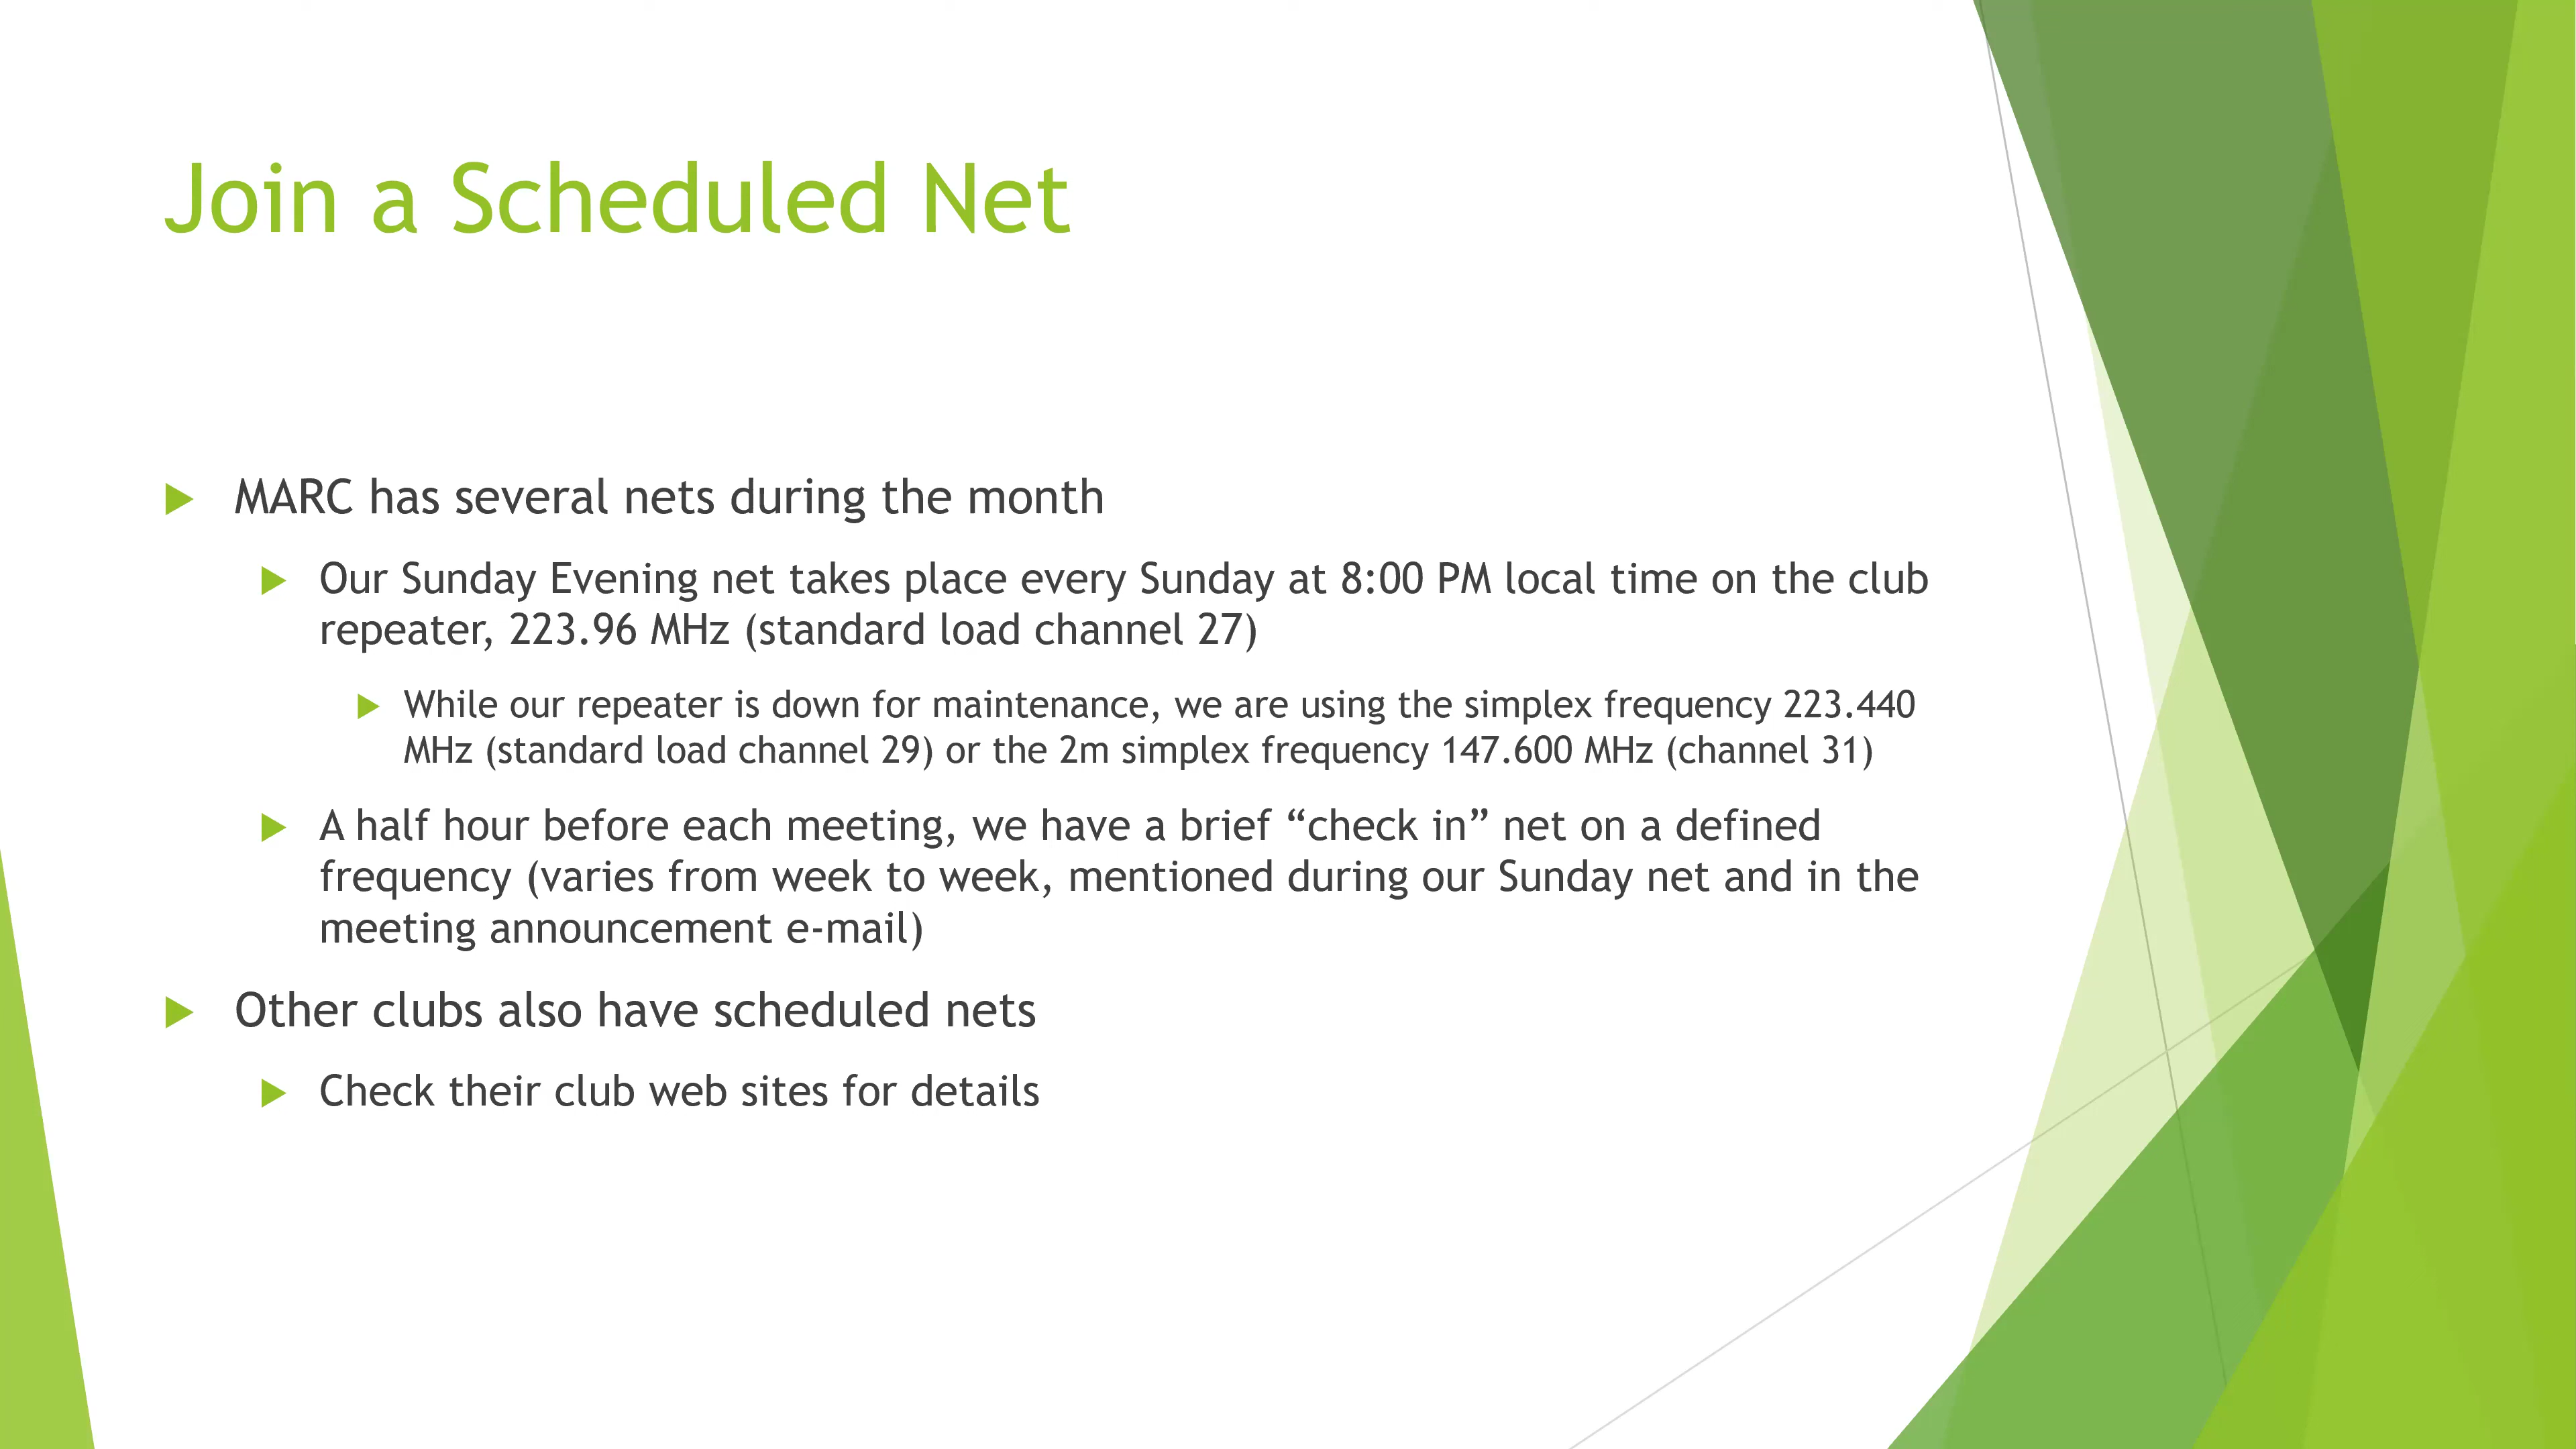 Join a Scheduled Net
MARC has several nets during the month
Our Sunday Evening net takes place every Sunday at 8:00 PM local time on the club
repeater, 223.96 MHz (standard load channel 27)
While our repeater is down for maintenance, we are using the simplex frequency 223.440
MHz (standard load channel 29) or the 2m simplex frequency 147.600 MHz (channel 31)
A half hour before each meeting, we have a brief “check in” net on a defined
frequency (varies from week to week, mentioned during our Sunday net and in the
meeting announcement e-mail)
Other clubs also have scheduled nets
Check their club web sites for details